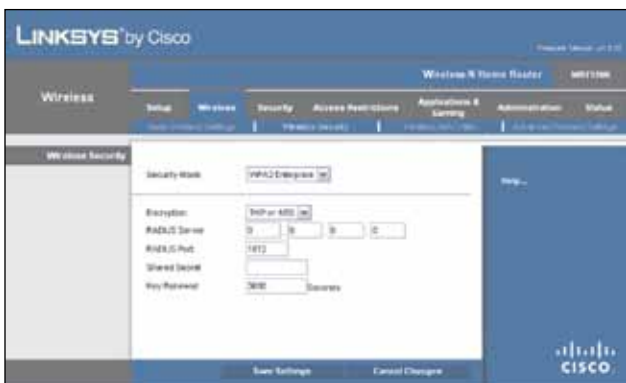 LINKSYS by Cisco
Wireless-N Home Router
Wireless
Setup Wireless Security Access Restrictions Applications & Gaming Administration Status
Wireless Security
Wireless Security
Security Mode: WPA2 Enterprise
Encryption: TKIP or AES
RADIUS Server: 0 0 0 0
RADIUS Port: 1812
Shared Secret:
Key Renewal: 3600 Seconds
Help...
Save Settings Cancel Changes
CISCO